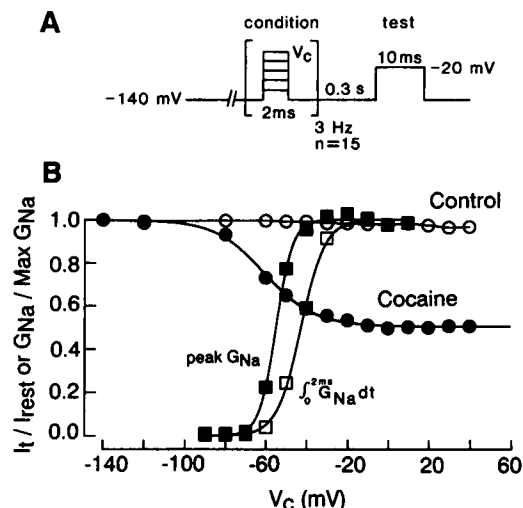 A
condition
test
V_C
10ms
-20 mV
-140 mV
0.3 s
2ms
3 Hz
n=15
B
I_t / I_rest or G_Na / Max G_Na
1.0
0.8
0.6
0.4
0.2
0.0
Control
Cocaine
peak G_Na
∫_0^2ms G_Na dt
-140
-100
-60
-20
20
60
V_C (mV)